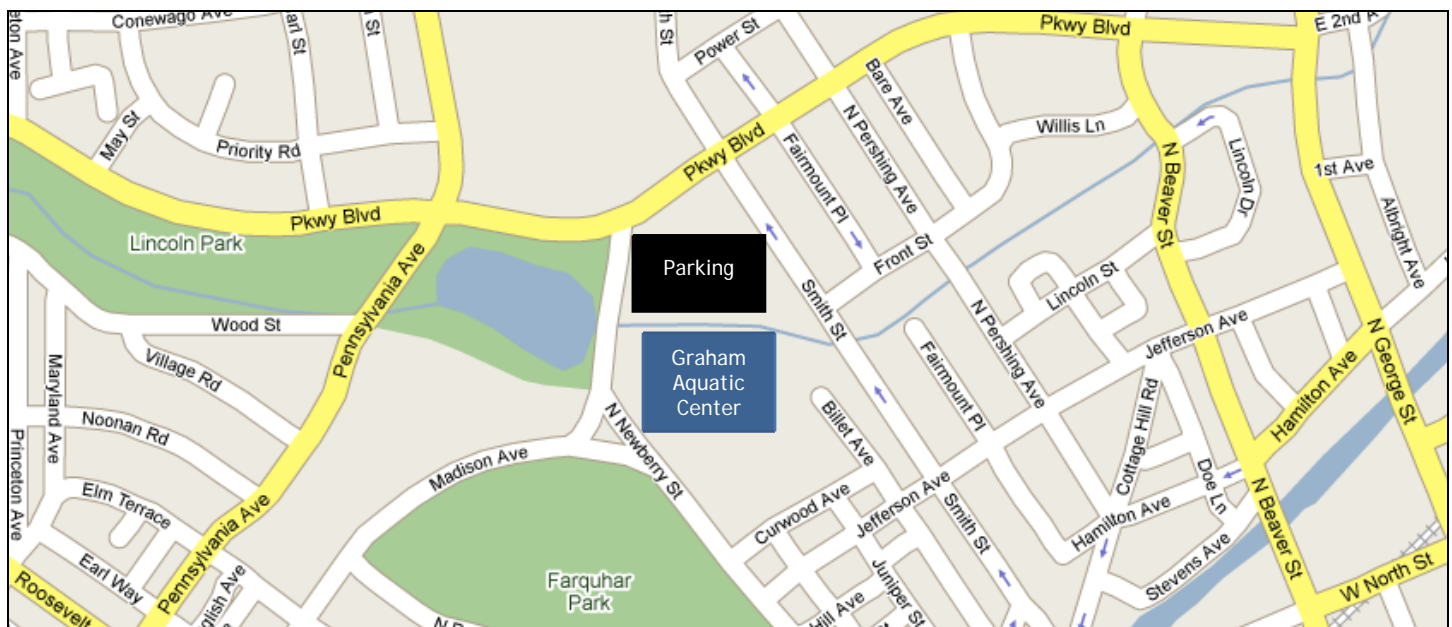 Conewago Ave
Pkwy Blvd
E 2nd A
Power St
Bare Ave
May St
Priority Rd
Willis Ln
Pkwy Blvd
Fairmount Pl
N Pershing Ave
N Beaver St
Lincoln Dr
1st Ave
Albright Ave
Pkwy Blvd
Lincoln Park
Pennsylvania Ave
Parking
Front St
Smith St
Lincoln St
Wood St
Village Rd
Maryland Ave
Graham
Aquatic
Center
Fairmount Pl
N Pershing Ave
Jefferson Ave
N George St
Hamilton Ave
Noonan Rd
Princeton Ave
Madison Ave
N Newberry St
Billet Ave
Cottage Hill Rd
Doe Ln
Elm Terrace
Curwood Ave
Jefferson Ave
Smith St
Hamilton Ave
N Beaver St
Early Way
Pennsylvania Ave
Farquhar
Park
Juniper St
Stevens Ave
W North St
Roosevelt
glish Ave
Hill Ave